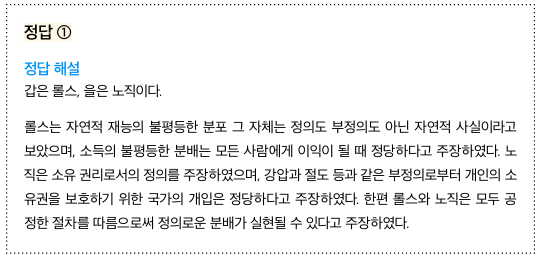 정답 ①
정답 해설
갑은 롤스, 을은 노직이다.
롤스는 자연적 재능의 불평등한 분포 그 자체는 정의도 부정의도 아닌 자연적 사실이라고
보았으며, 소득의 불평등한 분배는 모든 사람에게 이익이 될 때 정당하다고 주장하였다. 노
직은 소유 권리로서의 정의를 주장하였으며, 강압과 절도 등과 같은 부정의로부터 개인의 소
유권을 보호하기 위한 국가의 개입은 정당하다고 주장하였다. 한편 롤스와 노직은 모두 공
정한 절차를 따름으로써 정의로운 분배가 실현될 수 있다고 주장하였다.